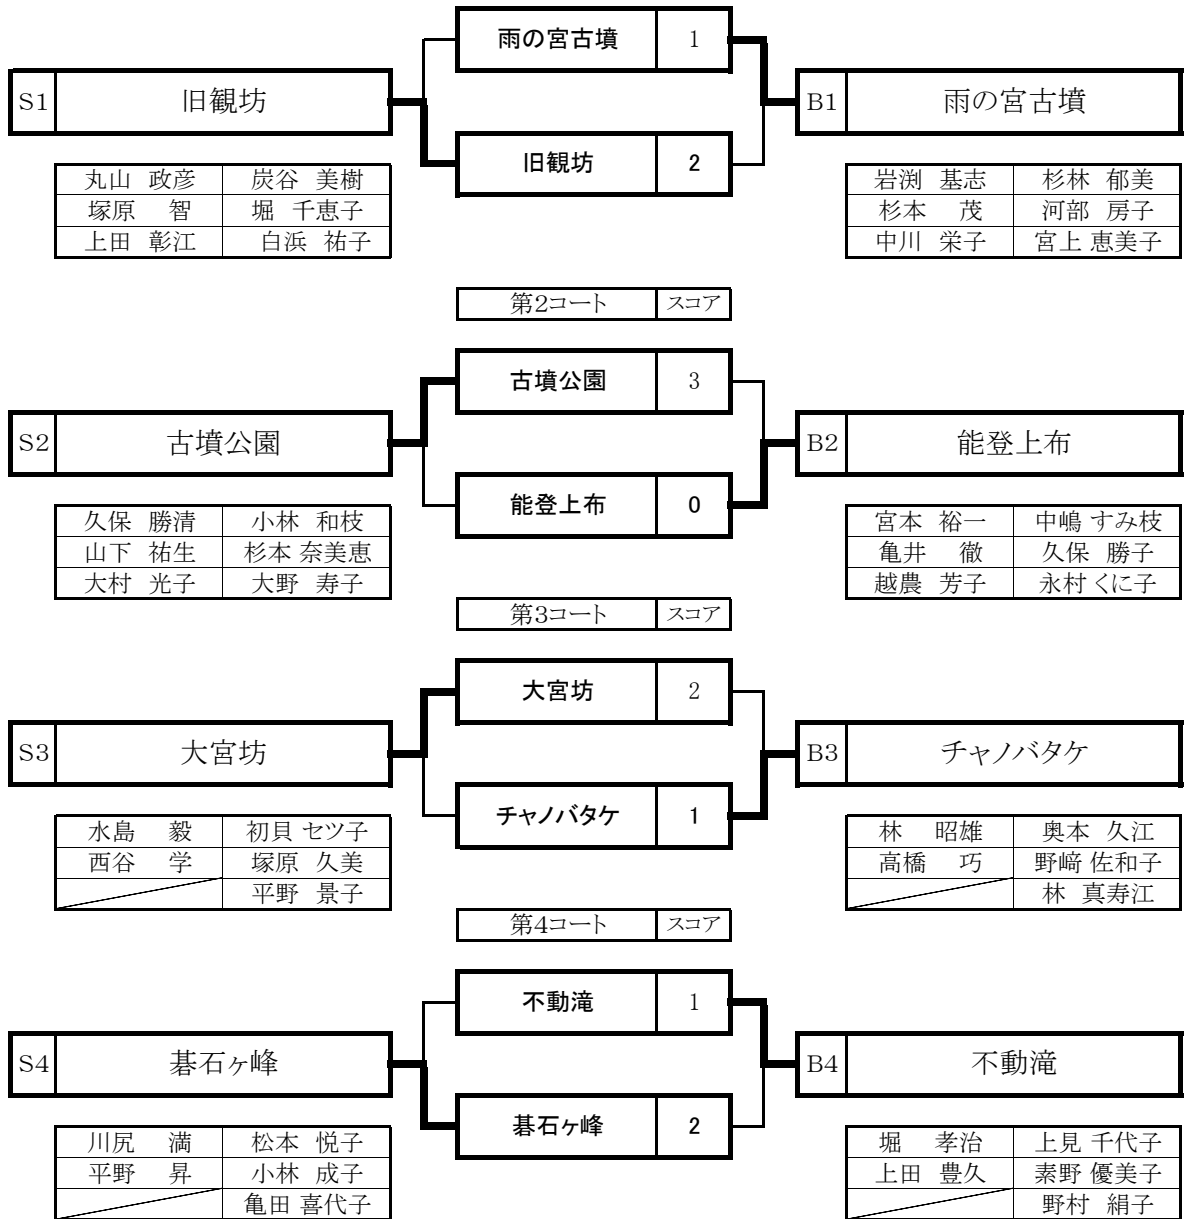 雨の宮古墳 1
S1 旧観坊
B1 雨の宮古墳
旧観坊 2
丸山 政彦 炭谷 美樹
塚原 智 堀 千恵子
上田 彰江 白浜 祐子
岩渕 基志 杉林 郁美
杉本 茂 河部 房子
中川 栄子 宮上 恵美子
第2コート スコア
古墳公園 3
S2 古墳公園
B2 能登上布
能登上布 0
久保 勝清 小林 和枝
山下 祐生 杉本 奈美恵
大村 光子 大野 寿子
宮本 裕一 中嶋 すみ枝
亀井 徹 久保 勝子
越農 芳子 永村 くに子
第3コート スコア
大宮坊 2
S3 大宮坊
B3 チャノバタケ
チャノバタケ 1
水島 毅 初貝 セツ子
西谷 学 塚原 久美
平野 景子
林 昭雄 奥本 久江
高橋 巧 野﨑 佐和子
林 真寿江
第4コート スコア
不動滝 1
S4 碁石ヶ峰
B4 不動滝
碁石ヶ峰 2
川尻 満 松本 悦子
平野 昇 小林 成子
亀田 喜代子
堀 孝治 上見 千代子
上田 豊久 素野 優美子
野村 絹子